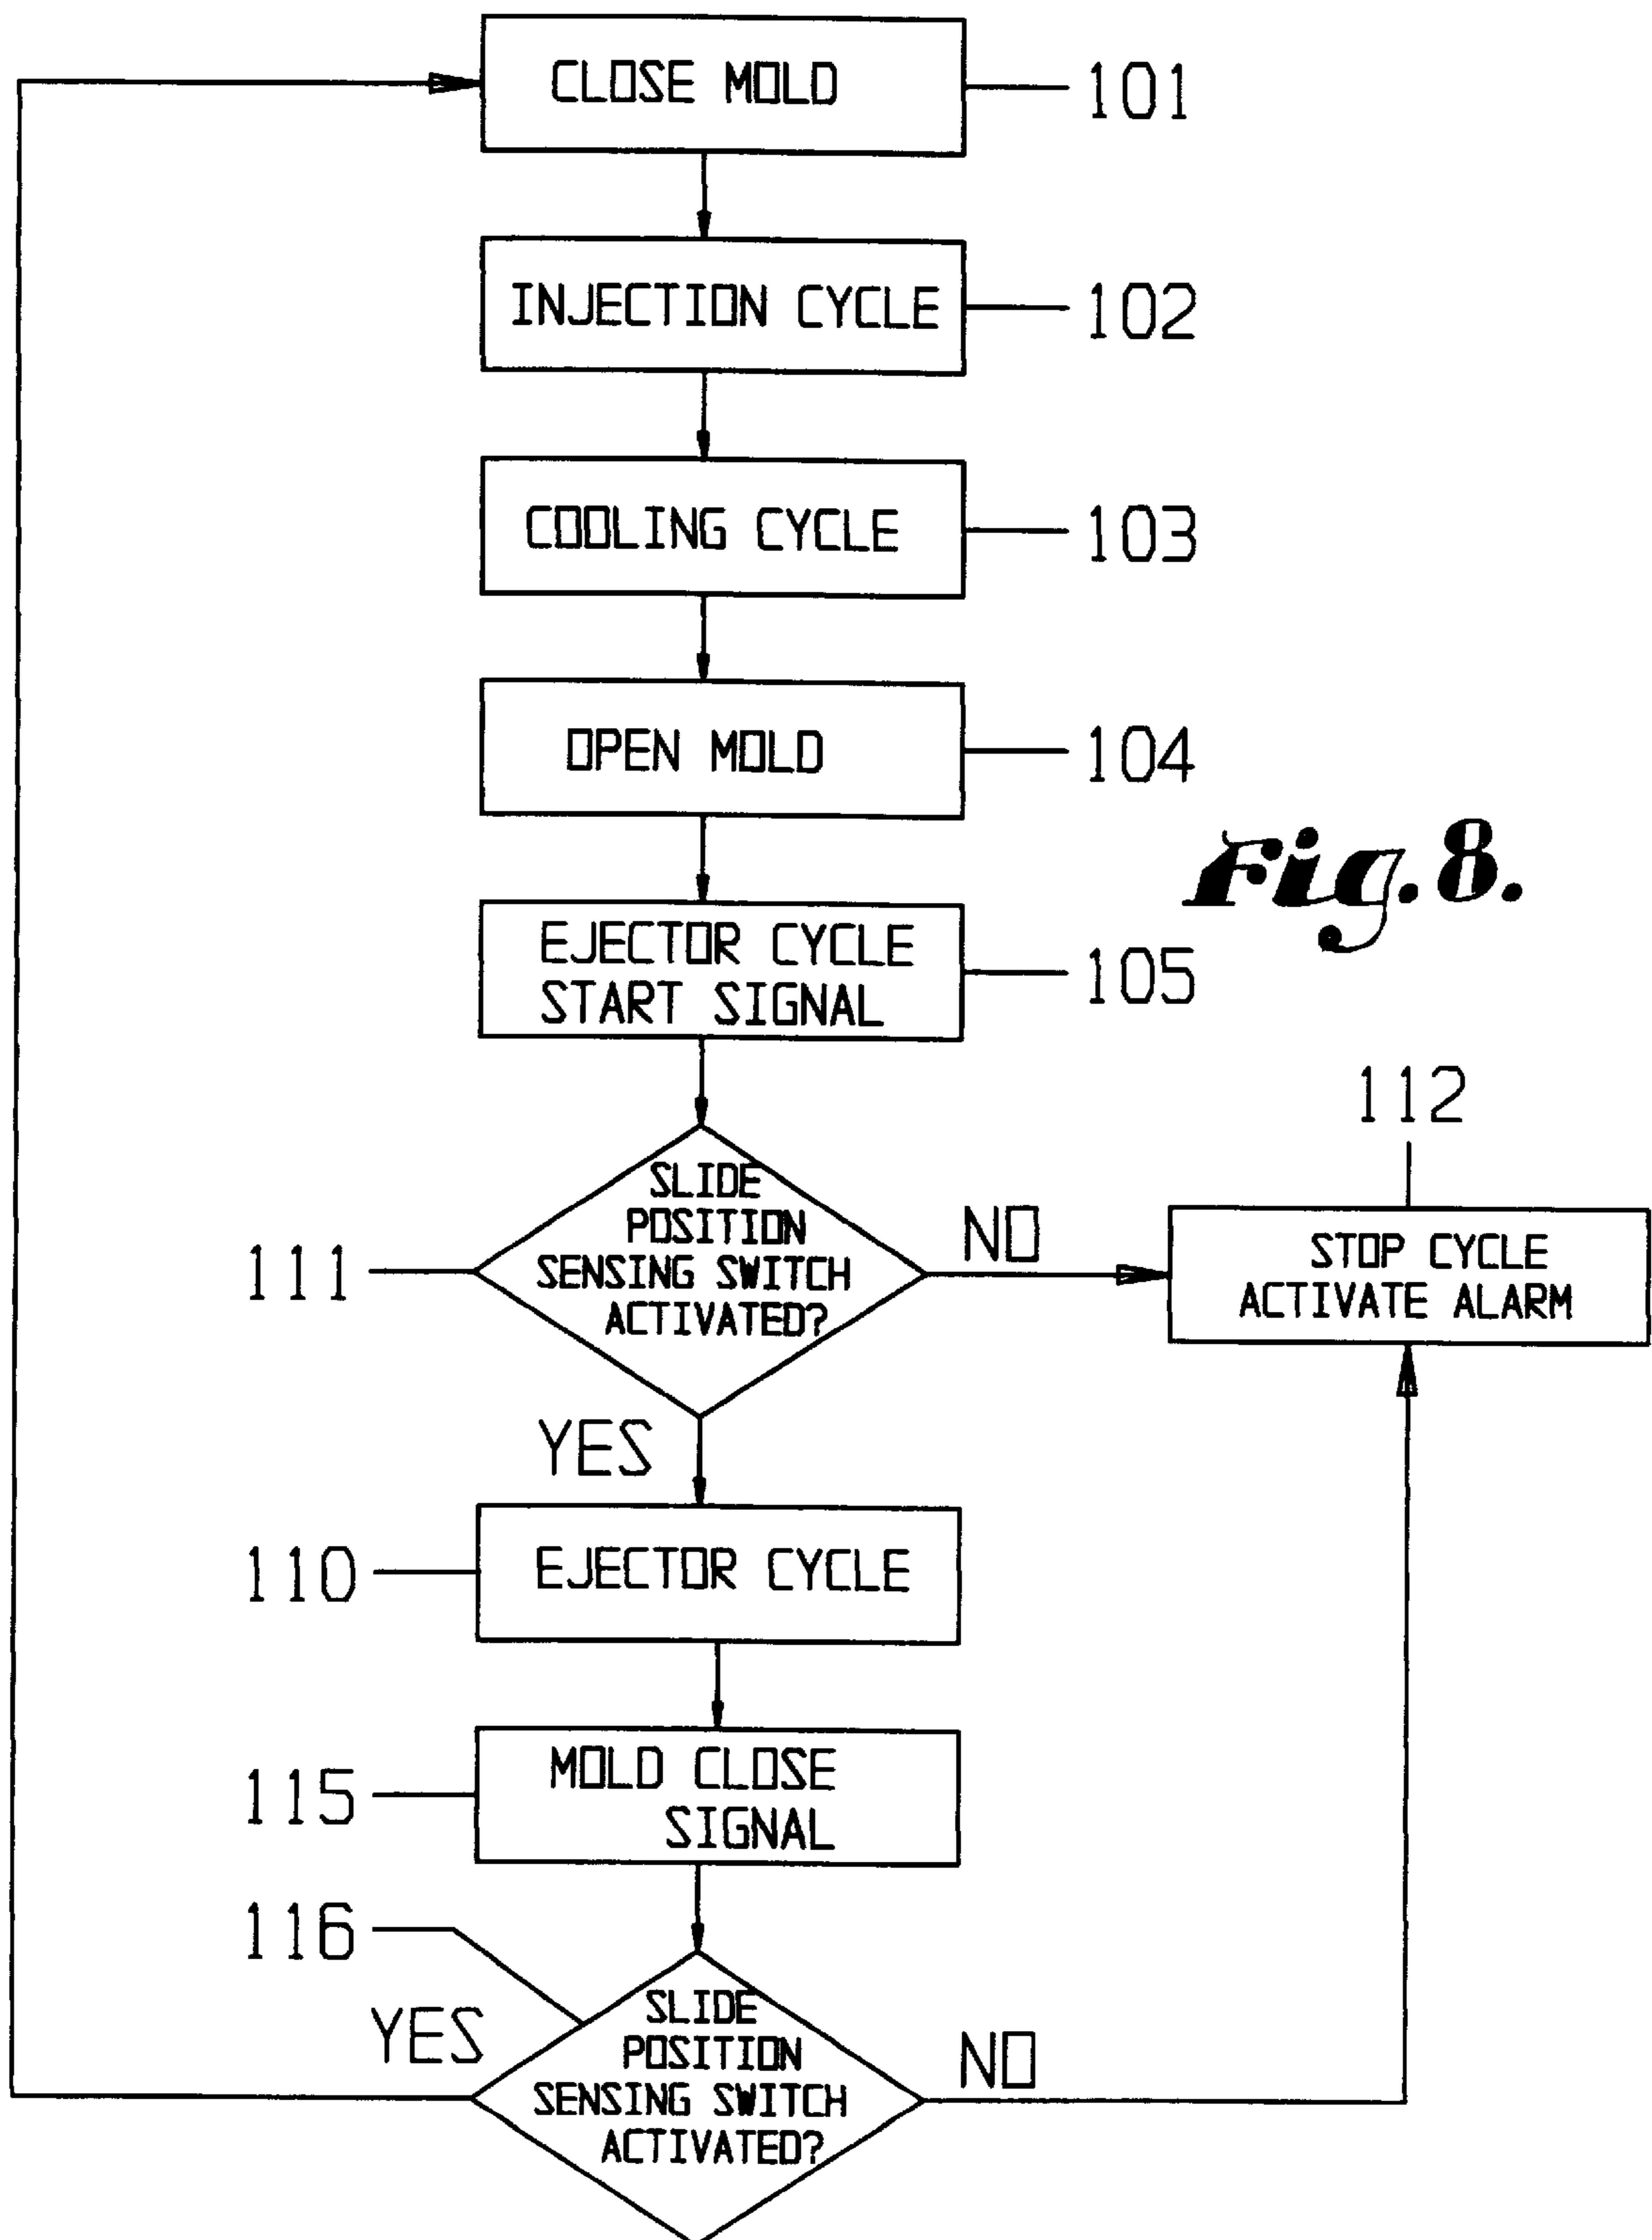 CLOSE MOLD
101
INJECTION CYCLE
102
COOLING CYCLE
103
OPEN MOLD
104
Fig. 8.
EJECTOR CYCLE
START SIGNAL
105
112
SLIDE
POSITION
SENSING SWITCH
ACTIVATED?
111
NO
STOP CYCLE
ACTIVATE ALARM
YES
EJECTOR CYCLE
110
MOLD CLOSE
SIGNAL
115
116
YES
SLIDE
POSITION
SENSING SWITCH
ACTIVATED?
NO